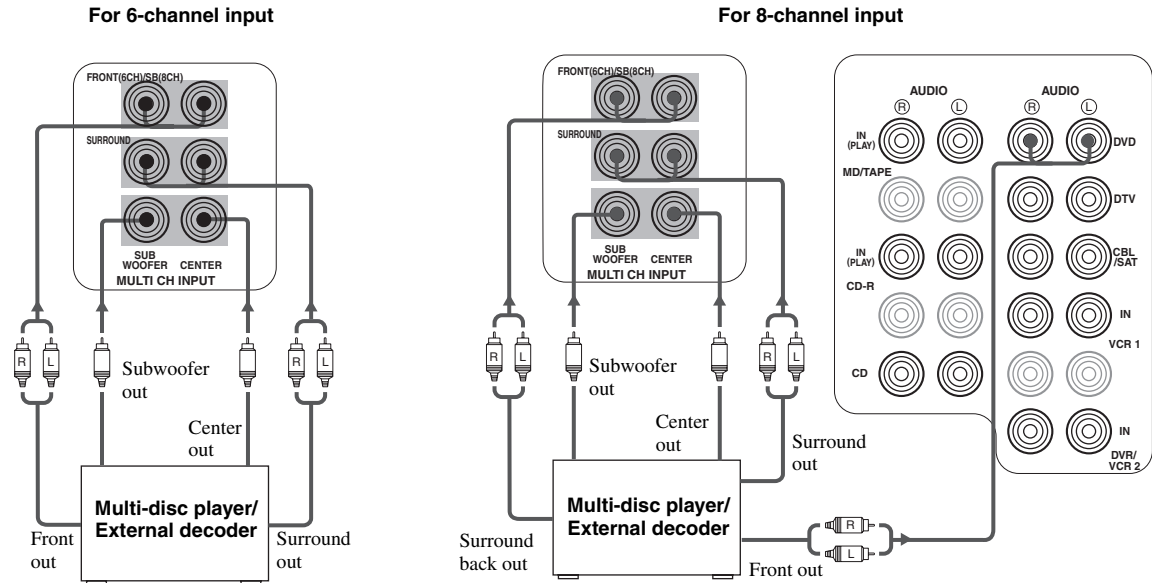 For 6-channel input
FRONT(6CH)/SB(8CH)
SURROUND
SUB
WOOFER
CENTER
MULTI CH INPUT
R
L
R
L
Subwoofer
out
Center
out
Multi-disc player/
External decoder
Front
out
Surround
out
For 8-channel input
FRONT(6CH)/SB(8CH)
SURROUND
SUB
WOOFER
CENTER
MULTI CH INPUT
R
L
R
L
Subwoofer
out
Center
out
Surround
out
Multi-disc player/
External decoder
Surround
back out
R
L
Front out
AUDIO
R
L
AUDIO
R
L
IN
(PLAY)
DVD
MD/TAPE
DTV
IN
(PLAY)
CBL
/SAT
CD-R
IN
VCR 1
CD
IN
DVR/
VCR 2